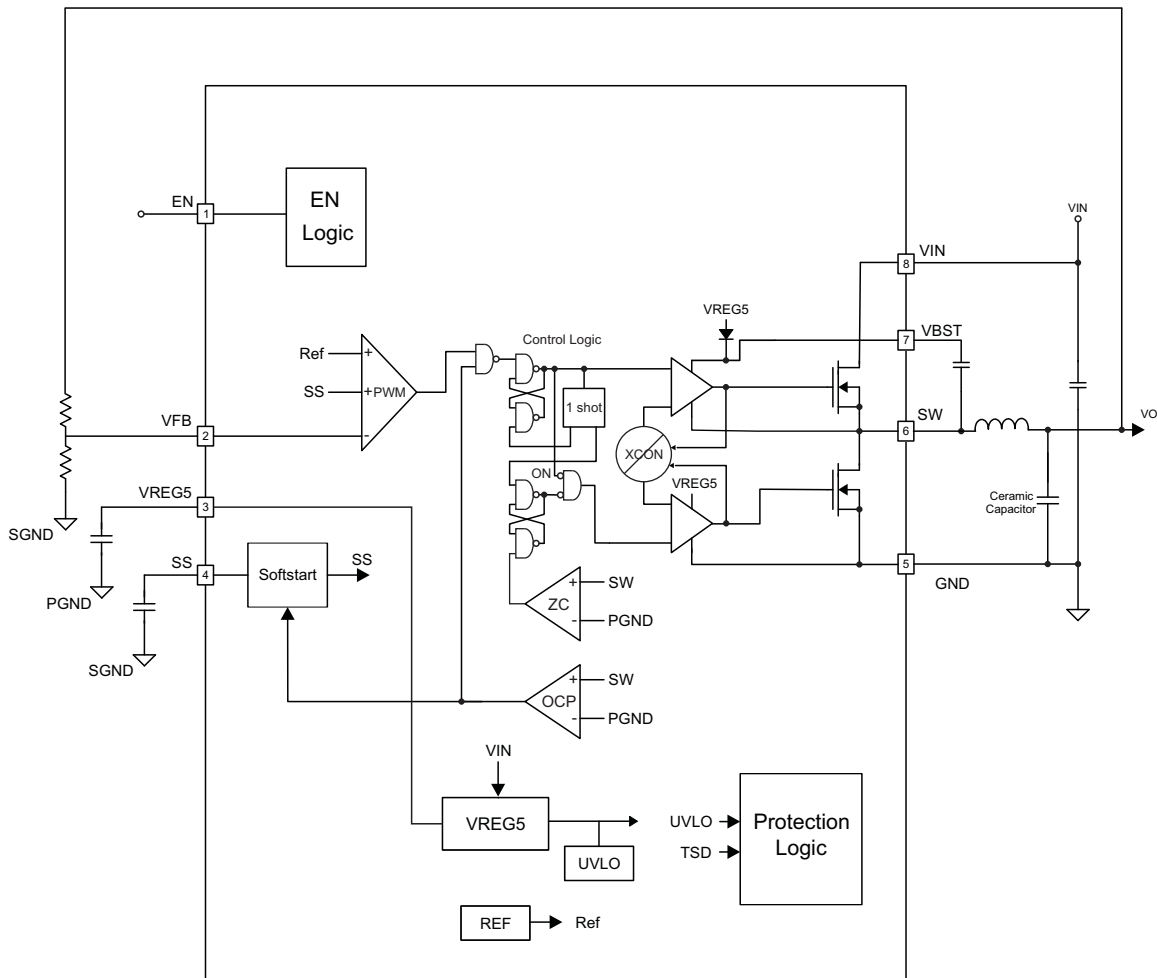 EN
1
EN
Logic
VIN
8
VIN
VREG5
7
VBST
Control Logic
Ref
+
SS
+
PWM
-
1 shot
VFB
2
SW
6
VO
XCON
ON
VREG5
VREG5
3
Ceramic
Capacitor
SGND
SS
4
Softstart
SS
5
GND
+
SW
ZC
-
PGND
PGND
SGND
+
SW
OCP
-
PGND
VIN
VREG5
UVLO
UVLO
TSD
Protection
Logic
REF
Ref